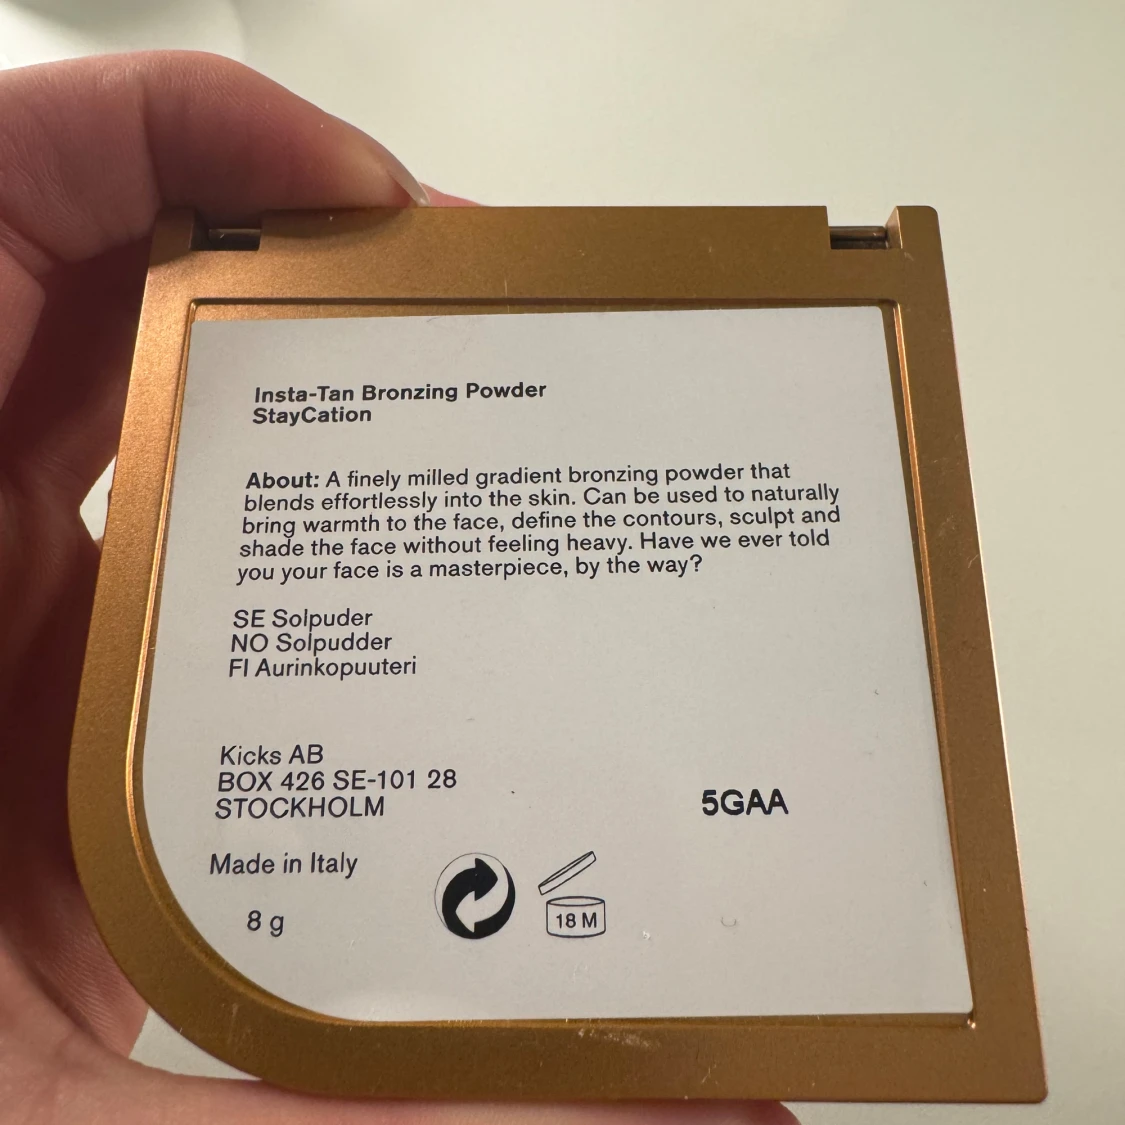 Insta-Tan Bronzing Powder
StayCation
About: A finely milled gradient bronzing powder that
blends effortlessly into the skin. Can be used to naturally
bring warmth to the face, define the contours, sculpt and
shade the face without feeling heavy. Have we ever told
you your face is a masterpiece, by the way?
SE Solpuder
NO Solpudder
FI Aurinkopuuteri
Kicks AB
BOX 426 SE-101 28
STOCKHOLM
5GAA
Made in Italy
8 g
18 M